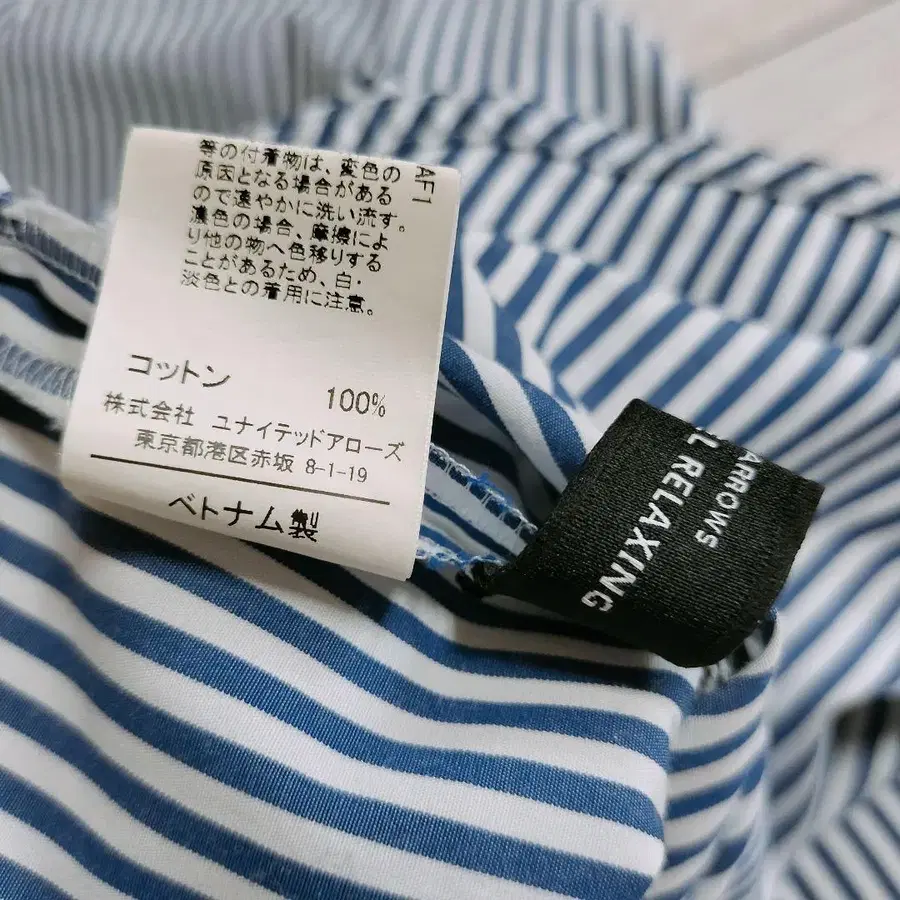 AF1
等の付着物は、変色の
原因となる場合がある
ので速やかに洗い流す。
濃色の場合、摩擦によ
り他の物へ色移りする
ことがあるため、白・
淡色との着用に注意。
コットン 100%
株式会社 ユナイテッドアローズ
東京都港区赤坂 8-1-19
ベトナム製
ARROWS
RELAXING